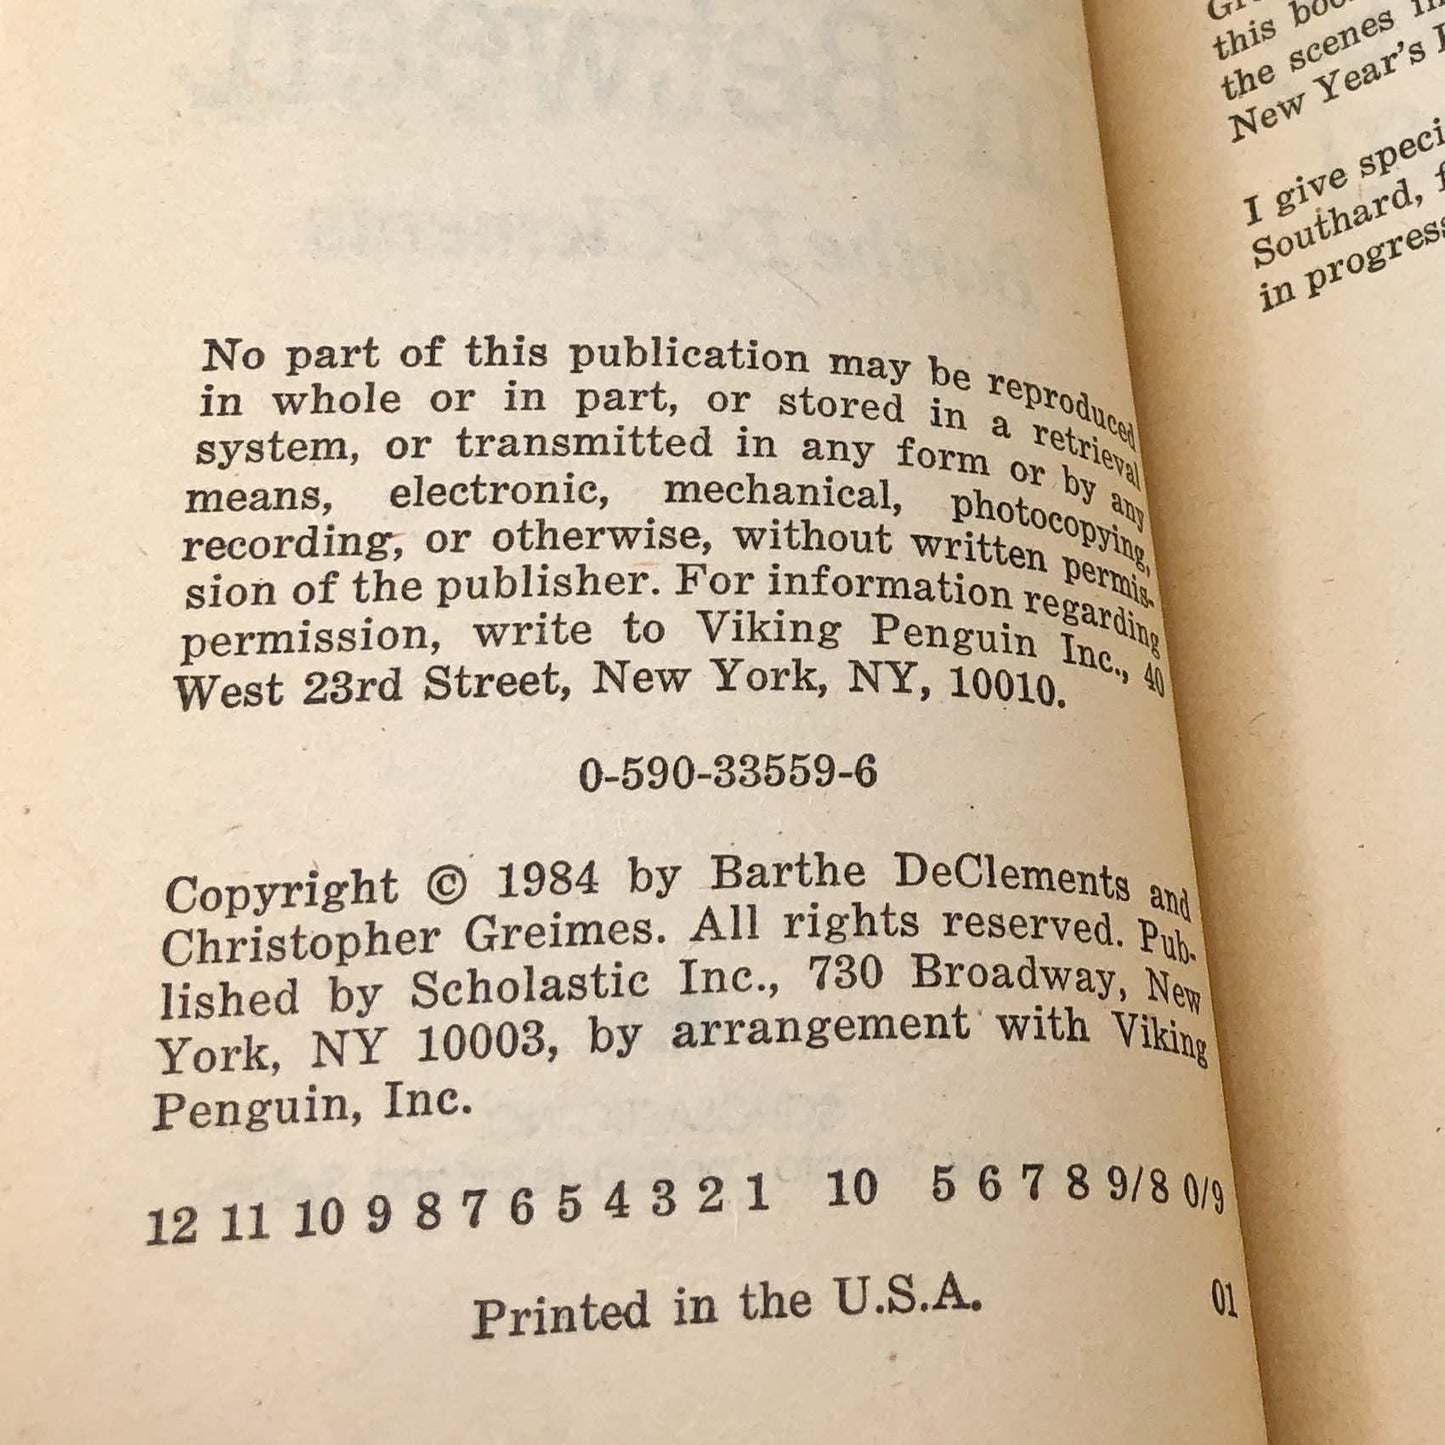 No part of this publication may be reproduced
in whole or in part, or stored in a retrieval
system, or transmitted in any form or by any
means, electronic, mechanical, photocopying,
recording, or otherwise, without written permis-
sion of the publisher. For information regarding
permission, write to Viking Penguin Inc., 40
West 23rd Street, New York, NY, 10010.
0-590-33559-6
Copyright © 1984 by Barthe DeClements and
Christopher Greimes. All rights reserved. Pub-
lished by Scholastic Inc., 730 Broadway, New
York, NY 10003, by arrangement with Viking
Penguin, Inc.
12 11 10 9 8 7 6 5 4 3 2 1 10 5 6 7 8 9/8 0/9
Printed in the U.S.A. 01
this
the scenes
New Year's
I give
Southard,
in